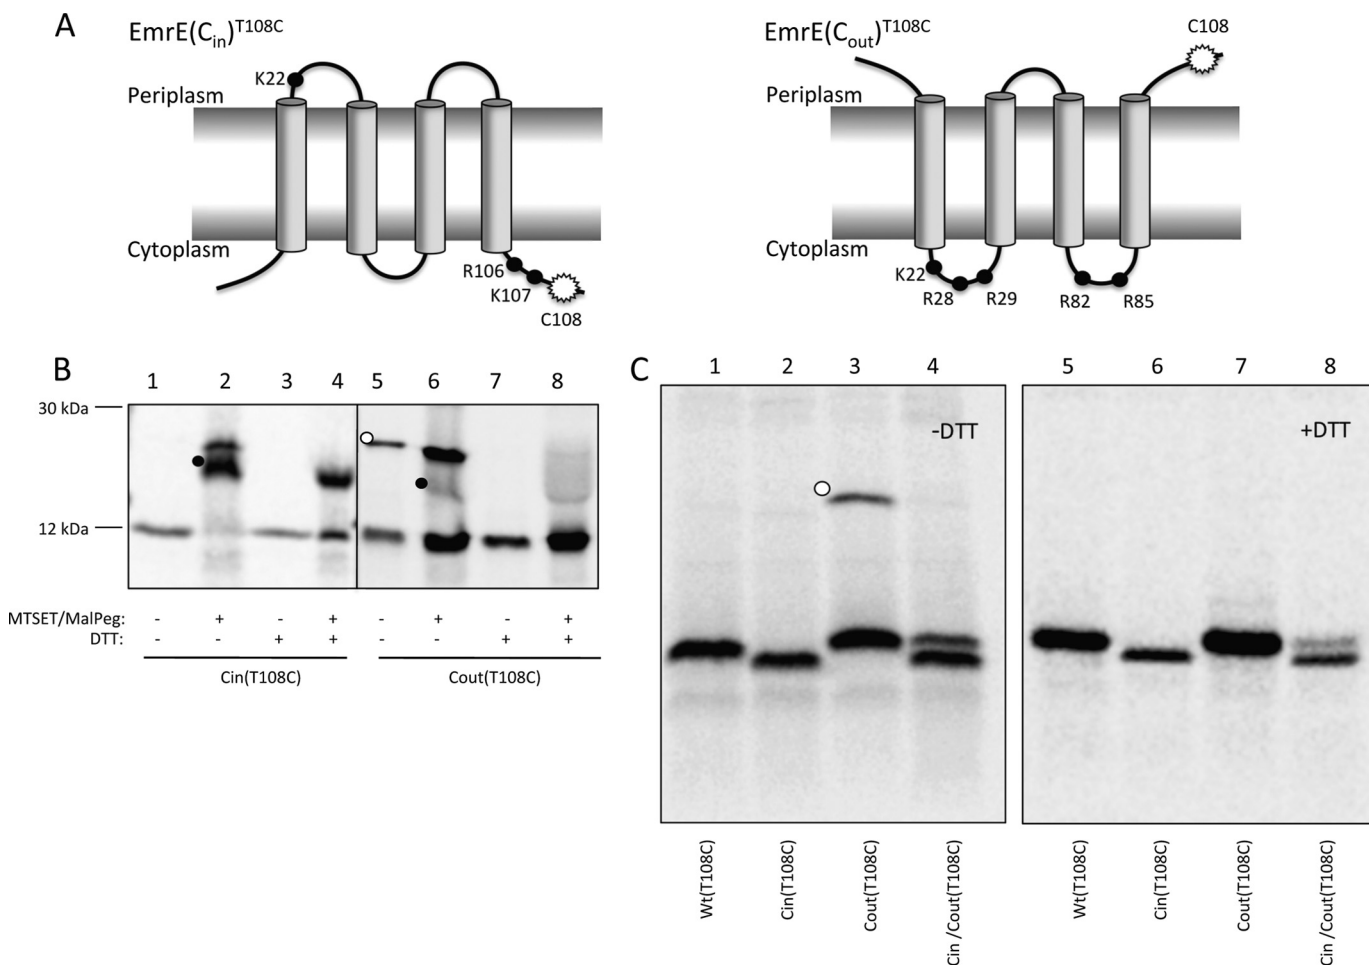 A
EmrE(Cin)T108C
EmrE(Cout)T108C
C108
K22
Periplasm
Periplasm
Cytoplasm
Cytoplasm
R106
K107
C108
K22
R28
R29
R82
R85
B
1 2 3 4 5 6 7 8
30 kDa
12 kDa
MTSET/MalPeg: - + - + - + - +
DTT: - - + + - - + +
Cin(T108C)
Cout(T108C)
C
1 2 3 4 5 6 7 8
-DTT
+DTT
Wt(T108C)
Cin(T108C)
Cout(T108C)
Cin /Cout(T108C)
Wt(T108C)
Cin(T108C)
Cout(T108C)
Cin /Cout(T108C)